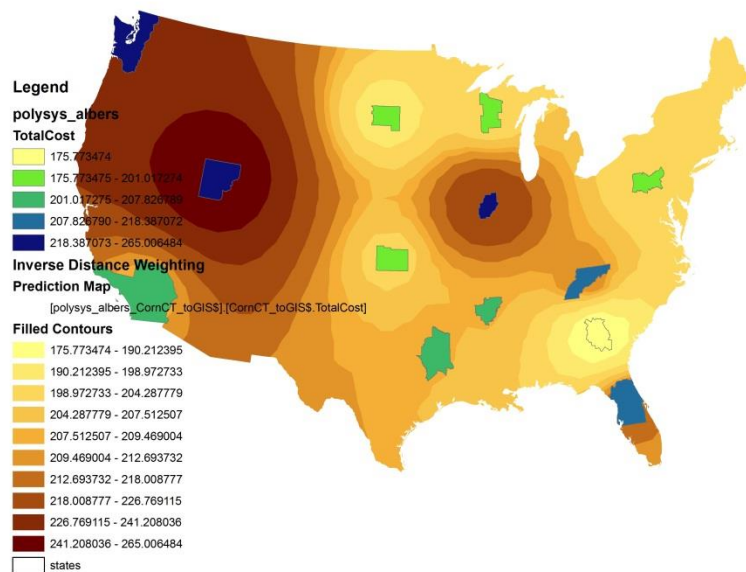 Legend
polysys_albers
TotalCost
175.773474
175.773475 - 201.017274
201.017275 - 207.826789
207.826790 - 218.387072
218.387073 - 265.006484
Inverse Distance Weighting
Prediction Map
[polysys_albers_CornCT_toGIS$].[CornCT_toGIS$.TotalCost]
Filled Contours
175.773474 - 190.212395
190.212395 - 198.972733
198.972733 - 204.287779
204.287779 - 207.512507
207.512507 - 209.469004
209.469004 - 212.693732
212.693732 - 218.008777
218.008777 - 226.769115
226.769115 - 241.208036
241.208036 - 265.006484
states